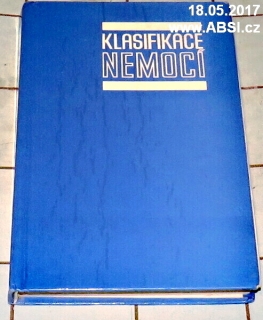 18.05.2017
www.ABSI.cz
KLASIFIKACE
NEMOCÍ